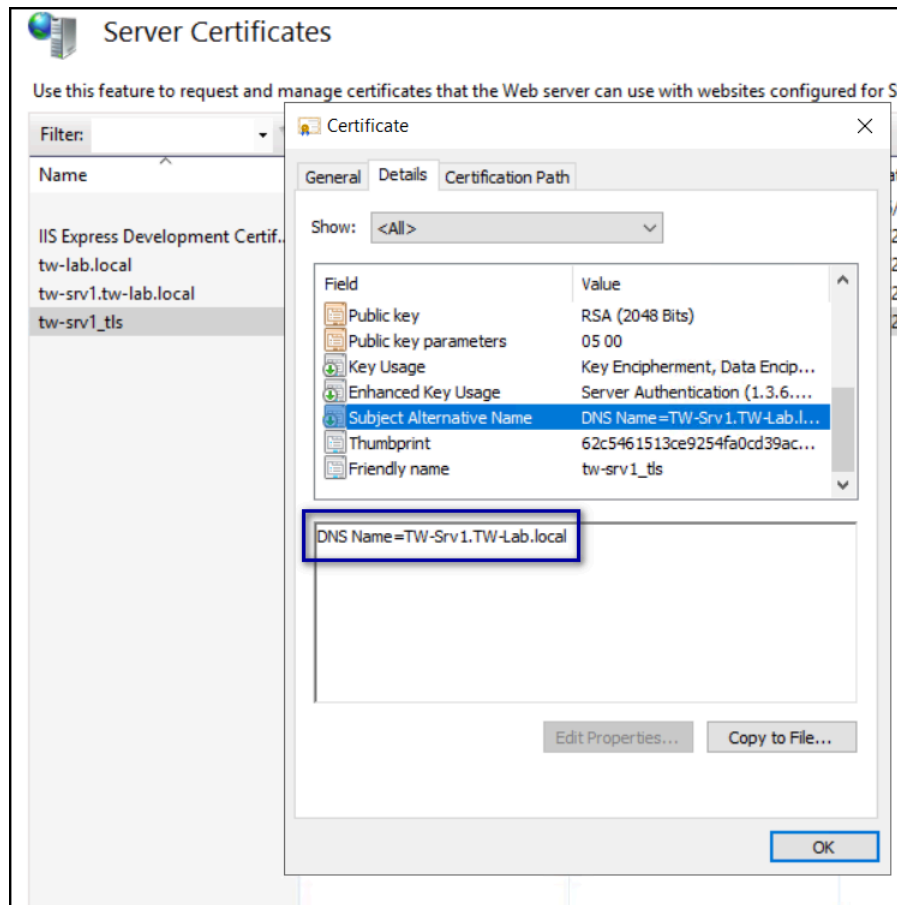 Server Certificates
Use this feature to request and manage certificates that the Web server can use with websites configured for S
Filter:
Name
IIS Express Development Certif..
tw-lab.local
tw-srv1.tw-lab.local
tw-srv1_tls
Certificate
General Details Certification Path
Show: <All>
Field Value
Public key RSA (2048 Bits)
Public key parameters 05 00
Key Usage Key Encipherment, Data Encip...
Enhanced Key Usage Server Authentication (1.3.6....
Subject Alternative Name DNS Name=TW-Srv1.TW-Lab.l...
Thumbprint 62c5461513ce9254fa0cd39ac...
Friendly name tw-srv1_tls
DNS Name=TW-Srv1.TW-Lab.local
Edit Properties... Copy to File...
OK